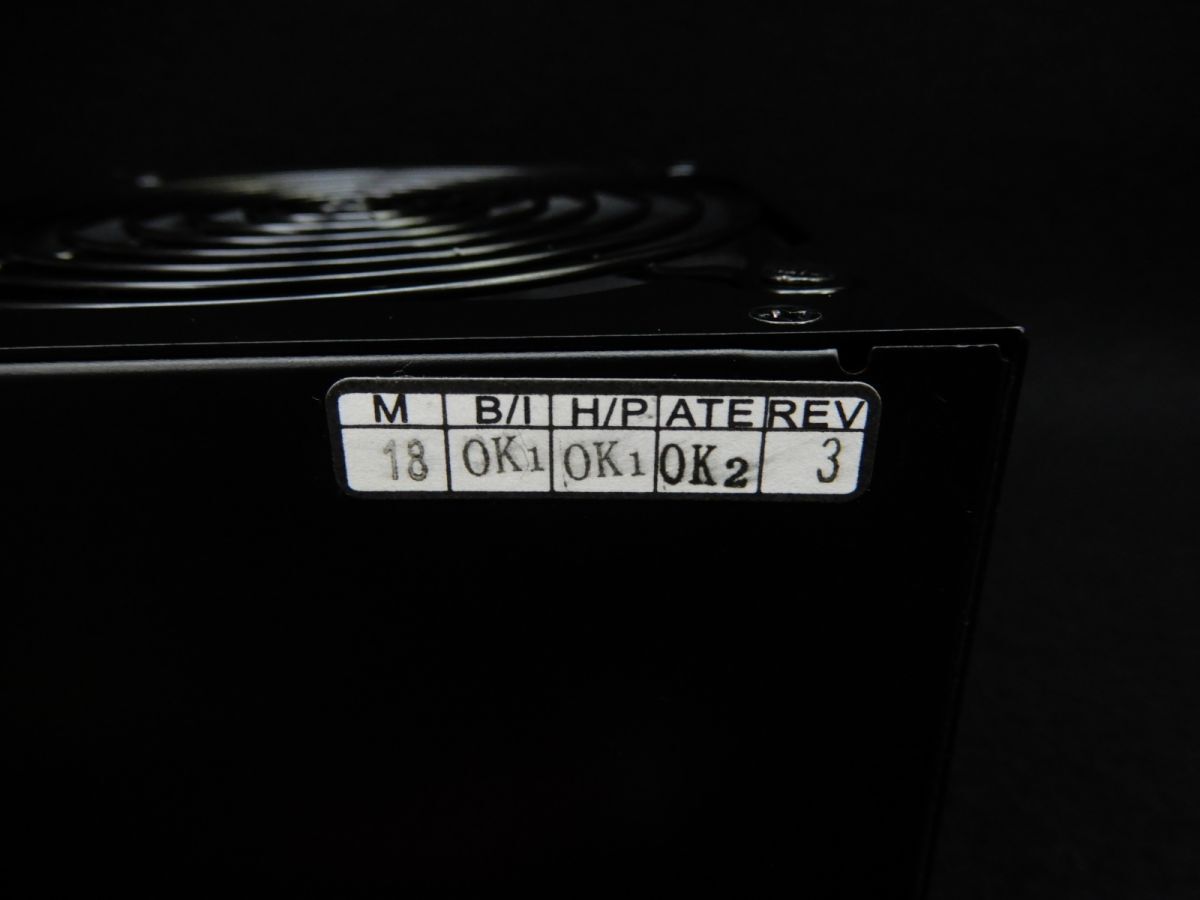 M B/I H/P ATE REV
18 OK1 OK1 OK2 3